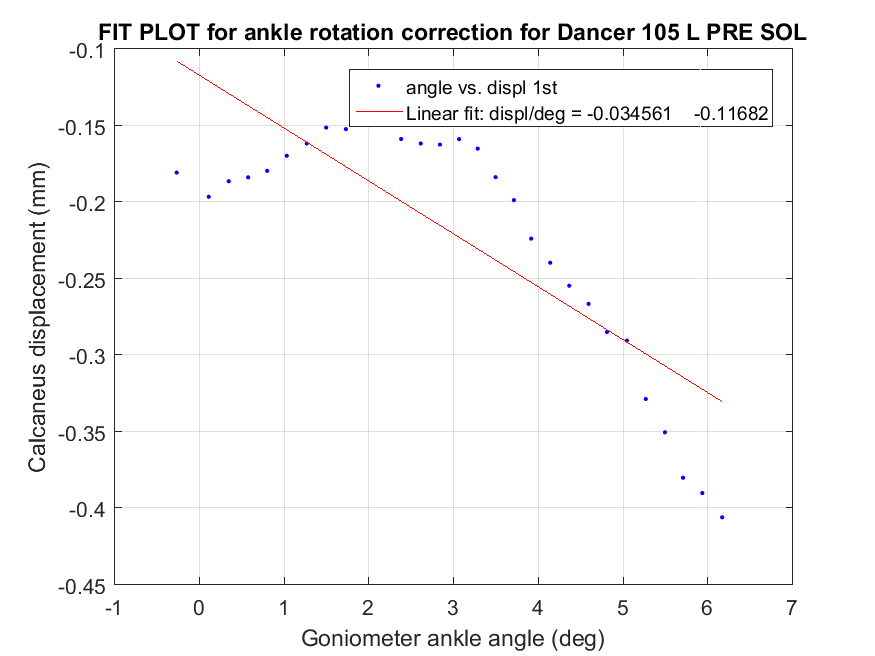 FIT PLOT for ankle rotation correction for Dancer 105 L PRE SOL
-0.1
angle vs. displ 1st
Linear fit: displ/deg = -0.034561 -0.11682
-0.15
-0.2
-0.25
-0.3
-0.35
-0.4
-0.45
Calcaneus displacement (mm)
-1 0 1 2 3 4 5 6 7
Goniometer ankle angle (deg)